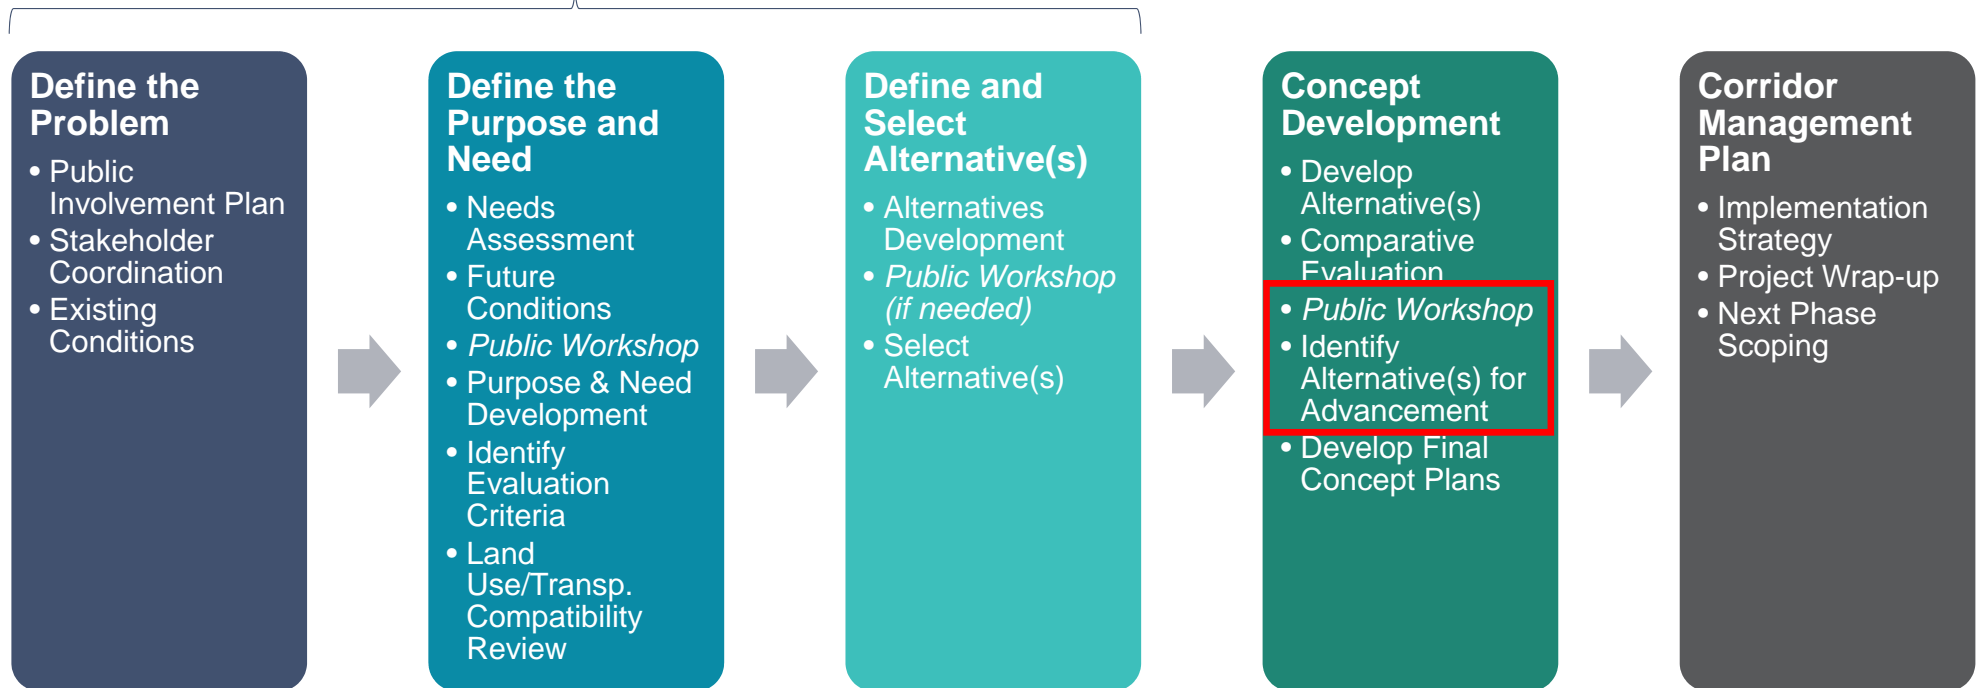 Define the
Problem
• Public
Involvement Plan
• Stakeholder
Coordination
• Existing
Conditions
Define the
Purpose and
Need
• Needs
Assessment
• Future
Conditions
• Public Workshop
• Purpose & Need
Development
• Identify
Evaluation
Criteria
• Land
Use/Transp.
Compatibility
Review
Define and
Select
Alternative(s)
• Alternatives
Development
• Public Workshop
(if needed)
• Select
Alternative(s)
Concept
Development
• Develop
Alternative(s)
• Comparative
Evaluation
• Public Workshop
• Identify
Alternative(s) for
Advancement
• Develop Final
Concept Plans
Corridor
Management
Plan
• Implementation
Strategy
• Project Wrap-up
• Next Phase
Scoping